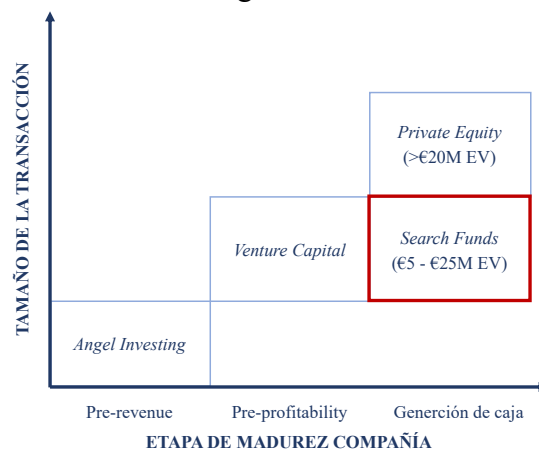 TAMAÑO DE LA TRANSACCIÓN
Private Equity
(>€20M EV)
Venture Capital
Search Funds
(€5 - €25M EV)
Angel Investing
Pre-revenue
Pre-profitability
Generción de caja
ETAPA DE MADUREZ COMPAÑÍA